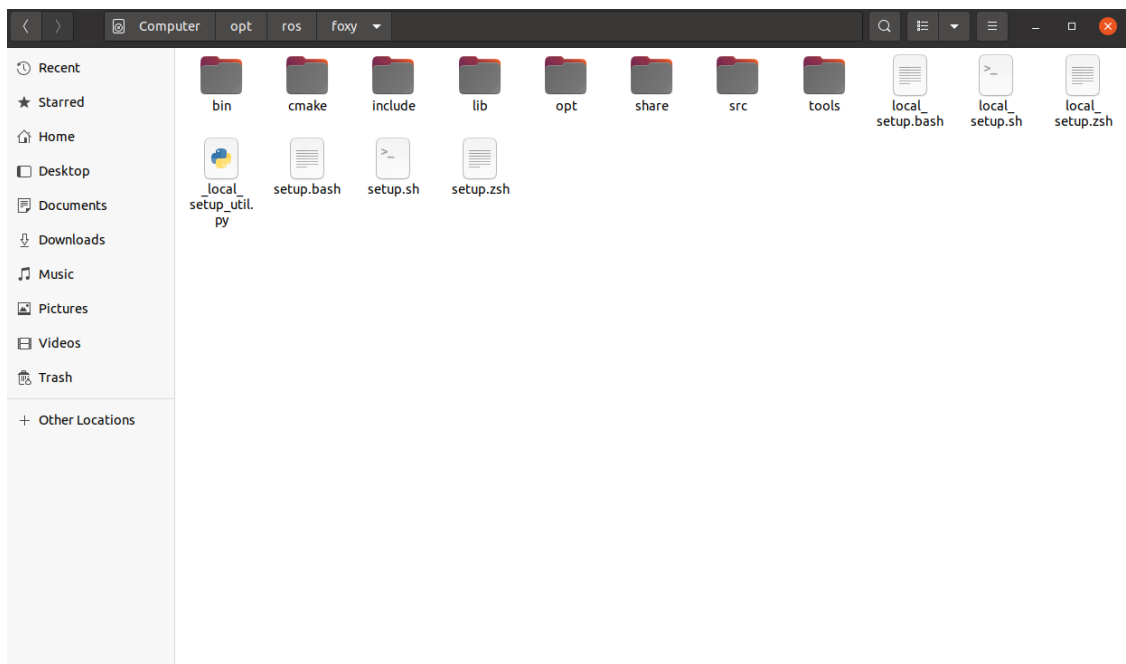 Computer opt ros foxy
Recent
Starred
Home
Desktop
Documents
Downloads
Music
Pictures
Videos
Trash
Other Locations
bin cmake include lib opt share src tools local_ local_ local_
setup.bash setup.sh setup.zsh
_local_ setup.bash setup.sh setup.zsh
setup_util.
py